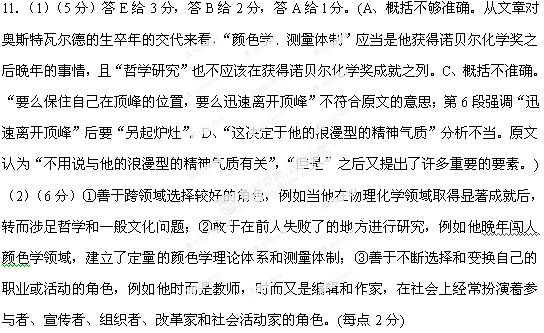 11.(1)(5分)答E给3分，答B给2分，答A给1分。(A、概括不够准确。从文章对
奥斯特瓦尔德的生卒年的交代来看，“颜色学、测量体制”应当是他获得诺贝尔化学奖之
后晚年的事情，且“哲学研究”也不应该在获得诺贝尔化学奖成就之列。C、概括不准确。
“要么保住自己在顶峰的位置，要么迅速离开顶峰”不符合原文的意思；第6段强调“迅
速离开顶峰”后要“另起炉灶”。D、“这决定于他的浪漫型的精神气质”分析不当。原文
认为“不用说与他的浪漫型的精神气质有关”，“但是”之后又提出了许多重要的要素。)
(2)(6分)①善于跨领域选择较好的角色，例如当他在物理化学领域取得显著成就后，
转而涉足哲学和一般文化问题；②敢于在前人失败了的地方进行研究，例如他晚年闯入
颜色学领域，建立了定量的颜色学理论体系和测量体制；③善于不断选择和变换自己的
职业或活动的角色，例如他时而是教师，时而又是编辑和作家，在社会上经常扮演着参
与者、宣传者、组织者、改革家和社会活动家的角色。(每点2分)